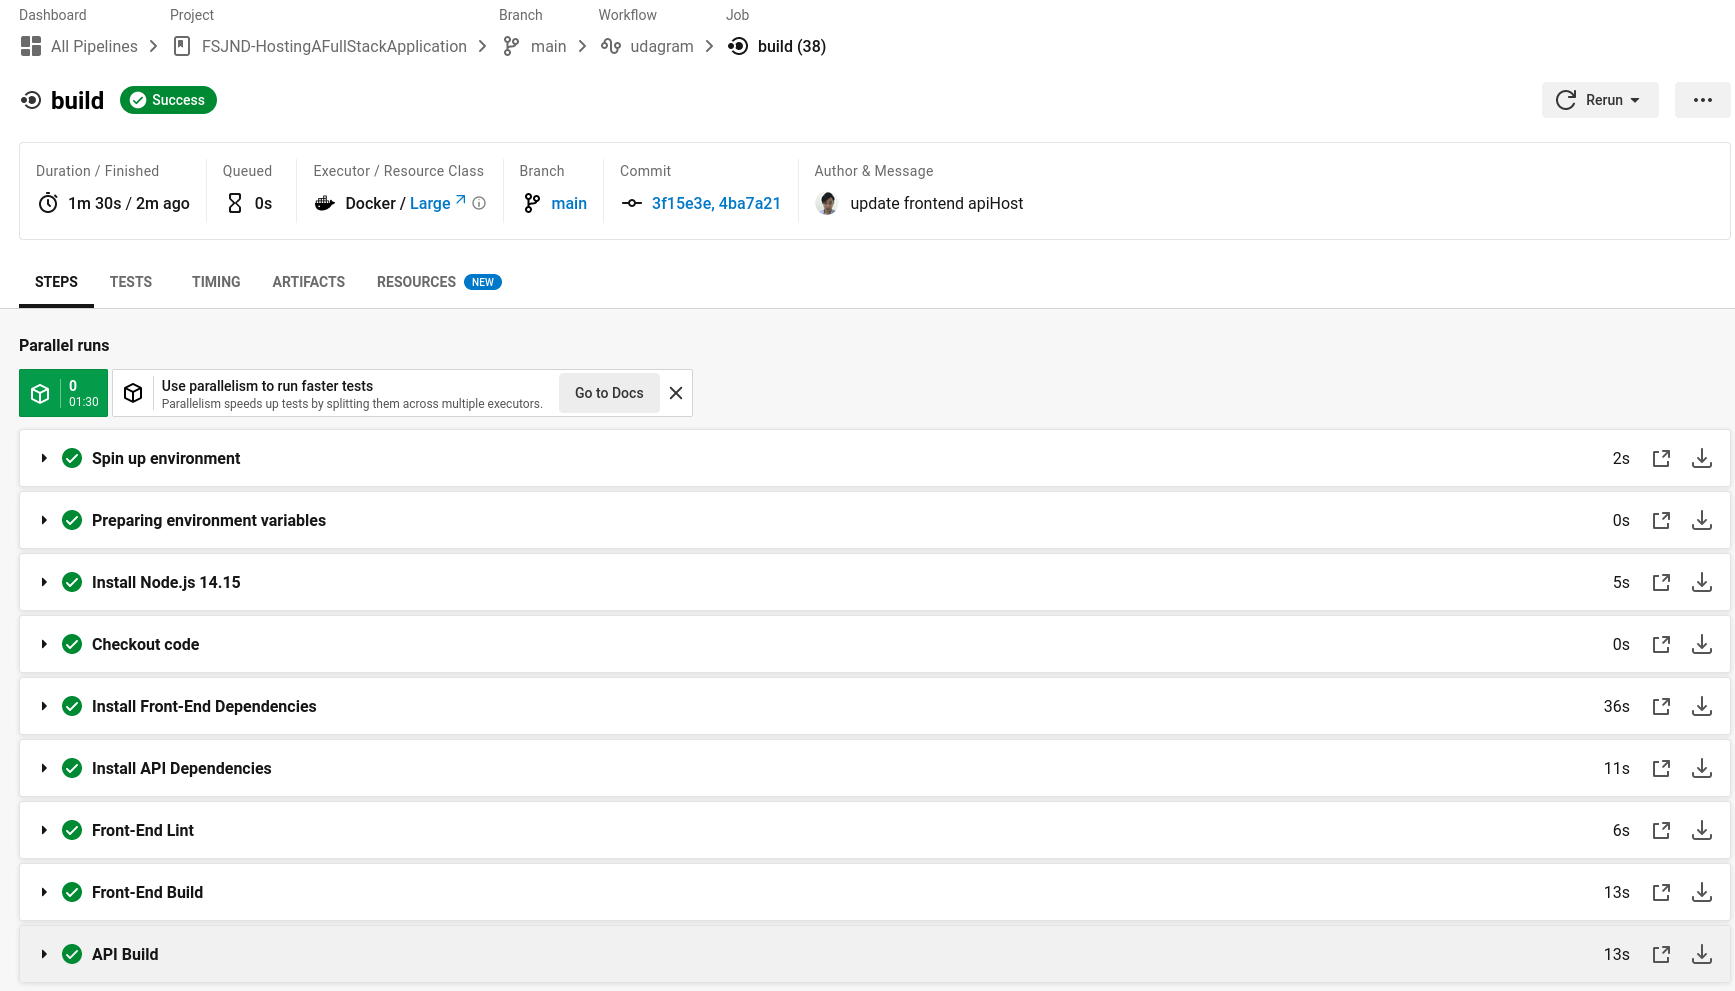 Dashboard Project Branch Workflow Job
All Pipelines FSJND-HostingAFullStackApplication main udagram build (38)
build Success Rerun
Duration / Finished Queued Executor / Resource Class Branch Commit Author & Message
1m 30s / 2m ago 0s Docker / Large main 3f15e3e, 4ba7a21 update frontend apiHost
STEPS TESTS TIMING ARTIFACTS RESOURCES NEW
Parallel runs
0
01:30
Use parallelism to run faster tests
Parallelism speeds up tests by splitting them across multiple executors.
Go to Docs
Spin up environment 2s
Preparing environment variables 0s
Install Node.js 14.15 5s
Checkout code 0s
Install Front-End Dependencies 36s
Install API Dependencies 11s
Front-End Lint 6s
Front-End Build 13s
API Build 13s